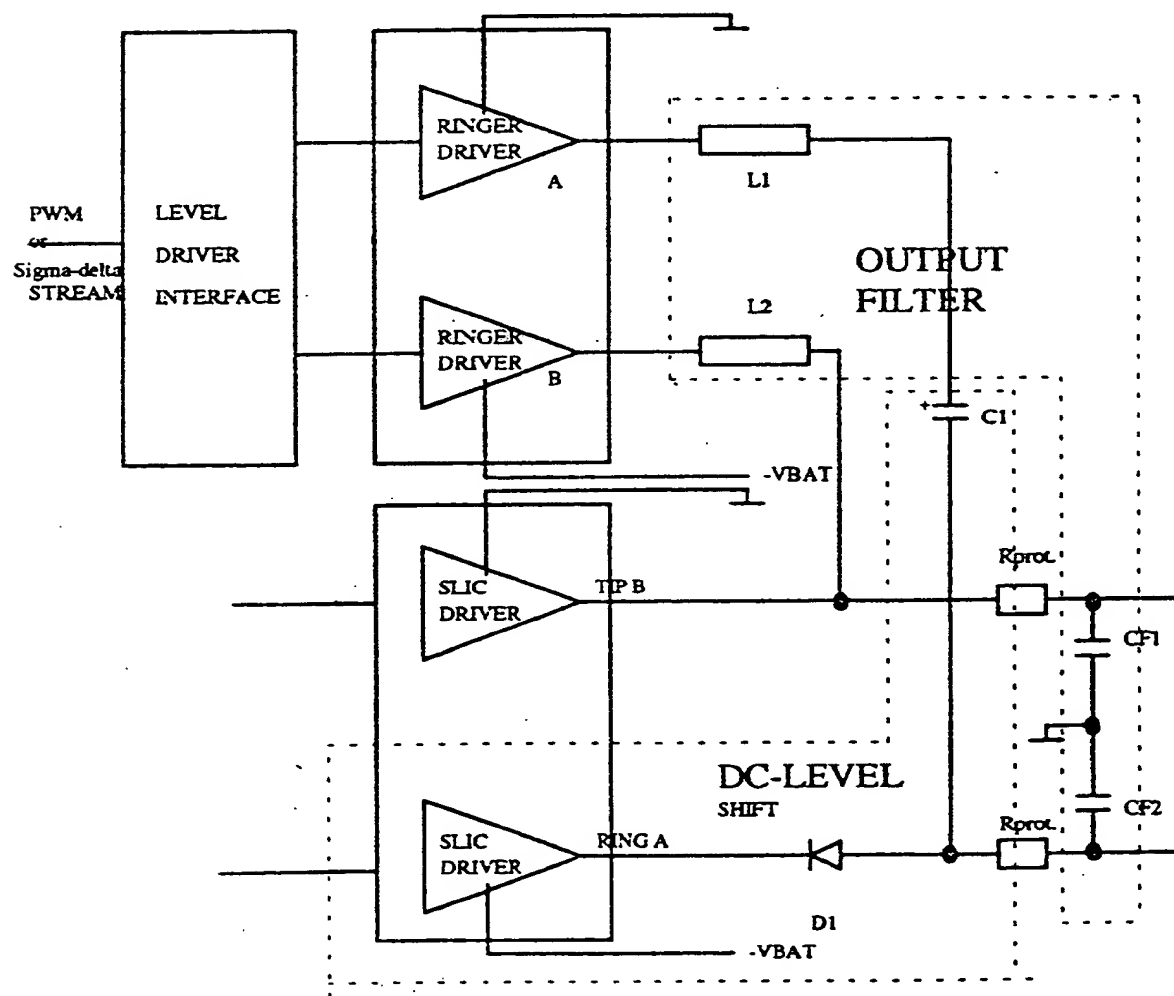 RINGER
DRIVER
A
L1
PWM
or
Sigma-delta
STREAM
LEVEL
DRIVER
INTERFACE
OUTPUT
FILTER
L2
RINGER
DRIVER
B
+
C1
-VBAT
SLIC
DRIVER
TIP B
Rprot.
CF1
DC-LEVEL
SHIFT
CF2
SLIC
DRIVER
RING A
Rprot.
D1
-VBAT